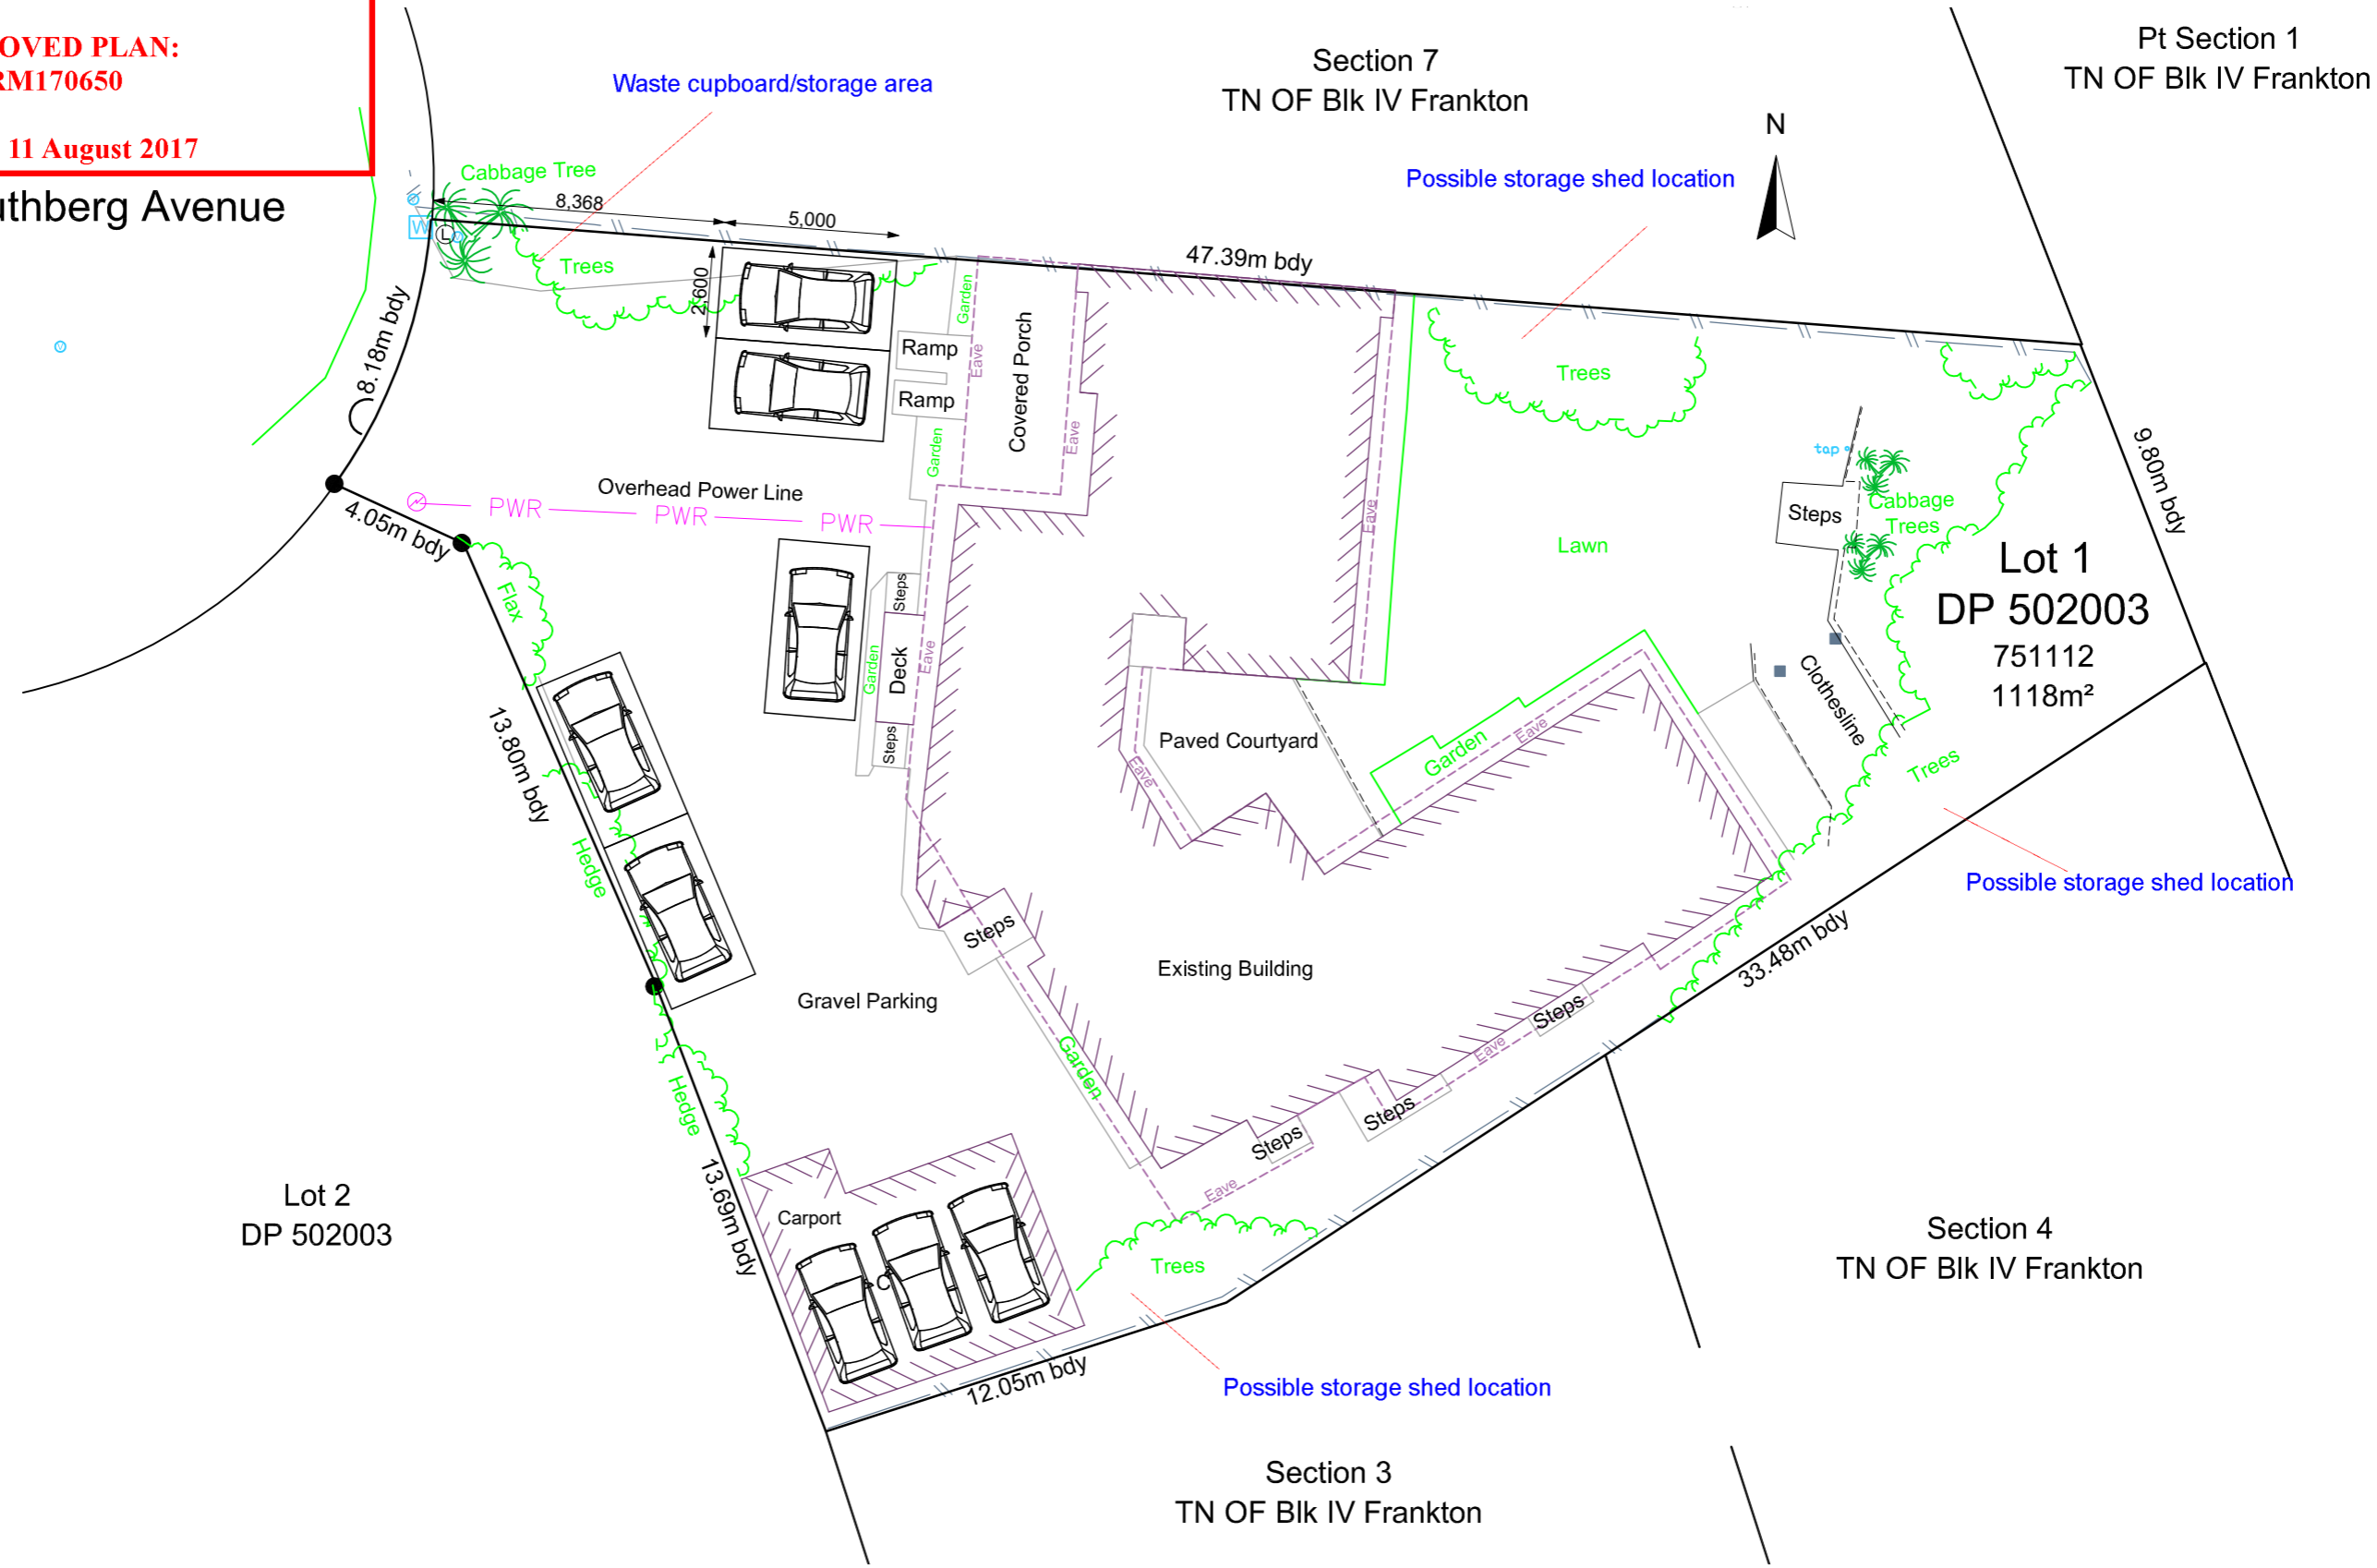 OVED PLAN:
RM170650
11 August 2017
uthberg Avenue
Waste cupboard/storage area
Section 7
TN OF Blk IV Frankton
Pt Section 1
TN OF Blk IV Frankton
N
Possible storage shed location
Cabbage Tree
8,368
5,000
47.39m bdy
W
L
Trees
2,600
8.18m bdy
Garden
Ramp
Ramp
Eave
Covered Porch
Eave
Garden
Trees
tap
Cabbage
Trees
Steps
9.80m bdy
Overhead Power Line
PWR
PWR
PWR
4.05m bdy
Eave
Lawn
Lot 1
DP 502003
751112
1118m²
Flax
Steps
Garden
Deck
Eave
Steps
Clothesline
13.80m bdy
Paved Courtyard
Eave
Garden
Eave
Trees
Hedge
Possible storage shed location
Steps
33.48m bdy
Existing Building
Gravel Parking
Steps
Eave
Garden
Hedge
Steps
Steps
Eave
13.69m bdy
Carport
C
Trees
Lot 2
DP 502003
Section 4
TN OF Blk IV Frankton
12.05m bdy
Possible storage shed location
Section 3
TN OF Blk IV Frankton